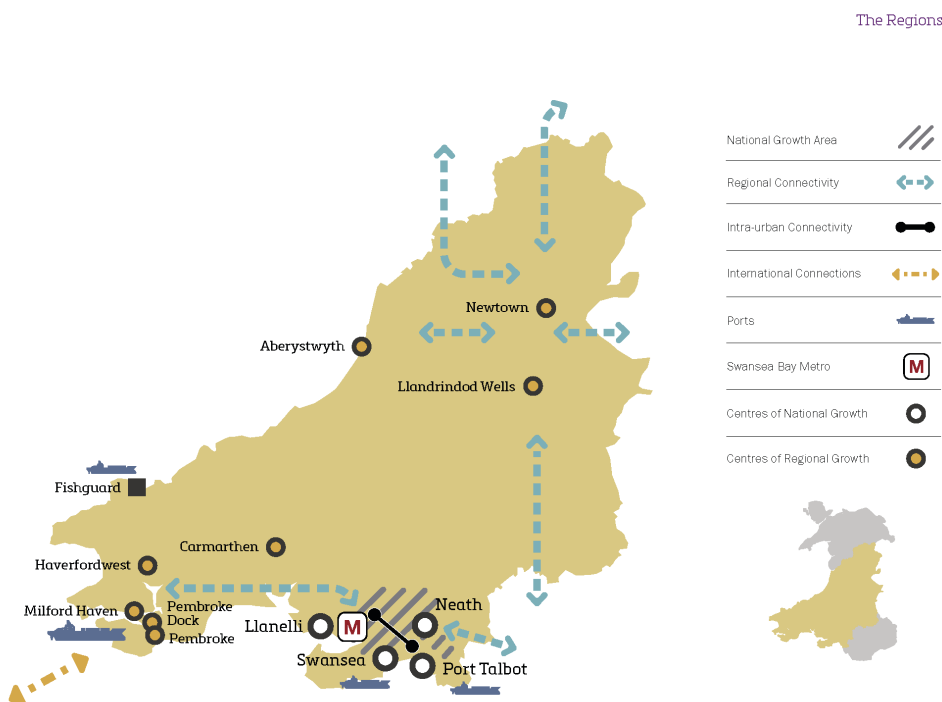 The Regions
National Growth Area
Regional Connectivity
Intra-urban Connectivity
International Connections
Ports
Swansea Bay Metro
M
Centres of National Growth
Centres of Regional Growth
Newtown
Aberystwyth
Llandrindod Wells
Fishguard
Carmarthen
Haverfordwest
Milford Haven
Pembroke
Dock
Pembroke
Neath
Llanelli
M
Swansea
Port Talbot